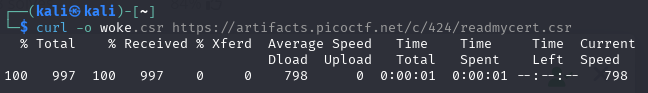 ┌──(kali㉿kali)-[~]
└─$ curl -o woke.csr https://artifacts.picoctf.net/c/424/readmycert.csr
  % Total    % Received % Xferd  Average Speed   Time    Time     Time  Current
                                 Dload  Upload   Total   Spent    Left  Speed
100   997  100   997    0     0    798      0  0:00:01  0:00:01 --:--:--   798